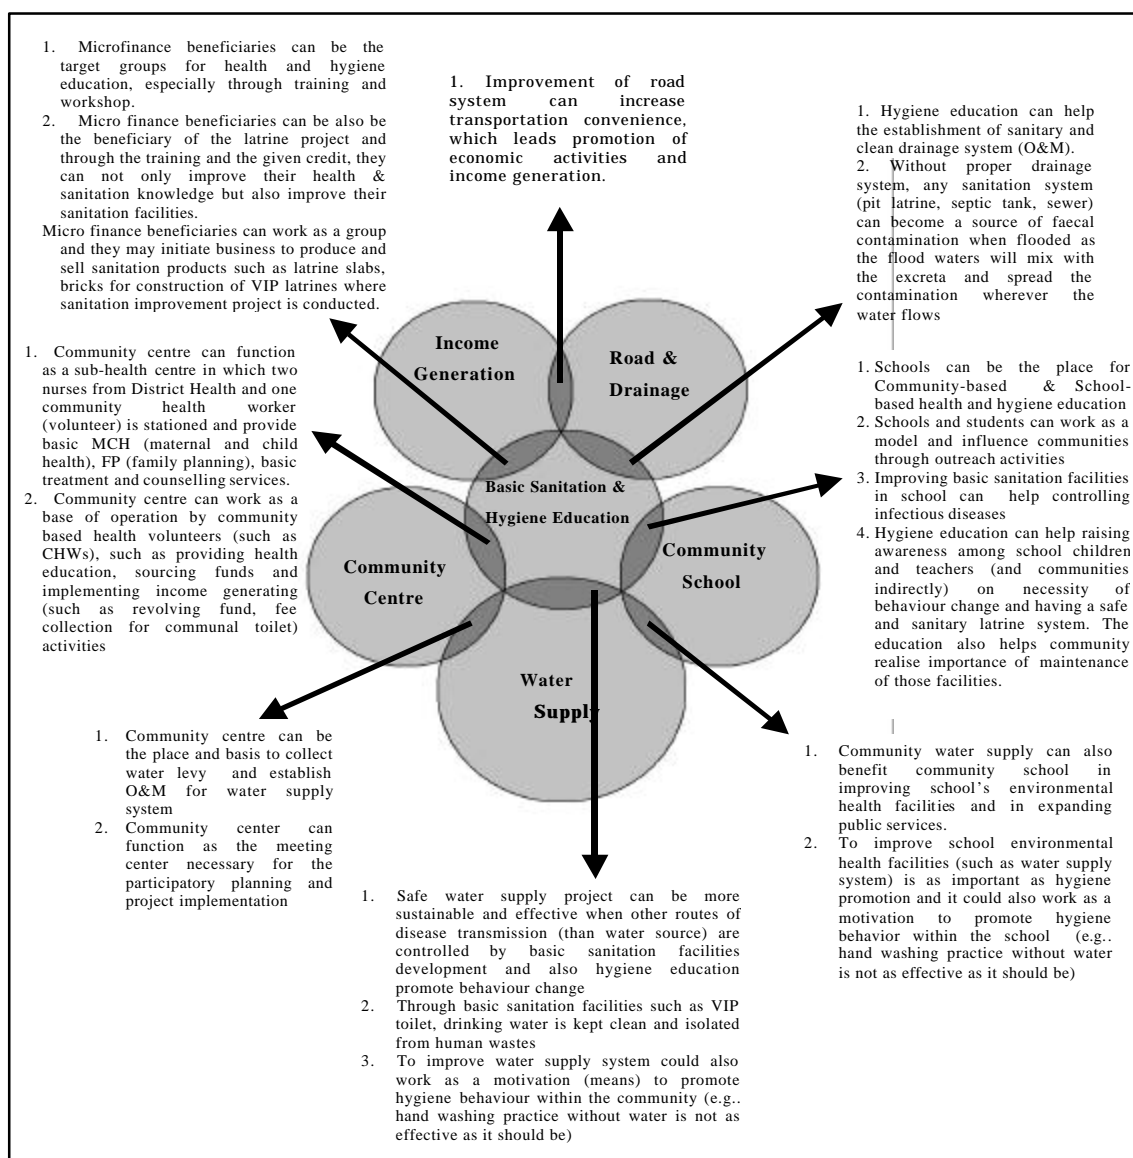 1. Microfinance beneficiaries can be the
target groups for health and hygiene
education, especially through training and
workshop.
2. Micro finance beneficiaries can be also be
the beneficiary of the latrine project and
through the training and the given credit, they
can not only improve their health &
sanitation knowledge but also improve their
sanitation facilities.
Micro finance beneficiaries can work as a group
and they may initiate business to produce and
sell sanitation products such as latrine slabs,
bricks for construction of VIP latrines where
sanitation improvement project is conducted.
1. Improvement of road
system can increase
transportation convenience,
which leads promotion of
economic activities and
income generation.
1. Hygiene education can help
the establishment of sanitary and
clean drainage system (O&M).
2. Without proper drainage
system, any sanitation system
(pit latrine, septic tank, sewer)
can become a source of faecal
contamination when flooded as
the flood waters will mix with
the excreta and spread the
contamination wherever the
water flows
Income
Generation
Road &
Drainage
Basic Sanitation &
Hygiene Education
Community
Centre
Community
School
Water
Supply
1. Community centre can function
as a sub-health centre in which two
nurses from District Health and one
community health worker
(volunteer) is stationed and provide
basic MCH (maternal and child
health), FP (family planning), basic
treatment and counselling services.
2. Community centre can work as a
base of operation by community
based health volunteers (such as
CHWs), such as providing health
education, sourcing funds and
implementing income generating
(such as revolving fund, fee
collection for communal toilet)
activities
1. Schools can be the place for
Community-based & School-
based health and hygiene education
2. Schools and students can work as a
model and influence communities
through outreach activities
3. Improving basic sanitation facilities
in school can help controlling
infectious diseases
4. Hygiene education can help raising
awareness among school children
and teachers (and communities
indirectly) on necessity of
behaviour change and having a safe
and sanitary latrine system. The
education also helps community
realise importance of maintenance
of those facilities.
1. Community centre can be
the place and basis to collect
water levy and establish
O&M for water supply
system
2. Community center can
function as the meeting
center necessary for the
participatory planning and
project implementation
1. Safe water supply project can be more
sustainable and effective when other routes of
disease transmission (than water source) are
controlled by basic sanitation facilities
development and also hygiene education
promote behaviour change
2. Through basic sanitation facilities such as VIP
toilet, drinking water is kept clean and isolated
from human wastes
3. To improve water supply system could also
work as a motivation (means) to promote
hygiene behaviour within the community (e.g..
hand washing practice without water is not as
effective as it should be)
1. Community water supply can also
benefit community school in
improving school's environmental
health facilities and in expanding
public services.
2. To improve school environmental
health facilities (such as water supply
system) is as important as hygiene
promotion and it could also work as a
motivation to promote hygiene
behavior within the school (e.g..
hand washing practice without water
is not as effective as it should be)